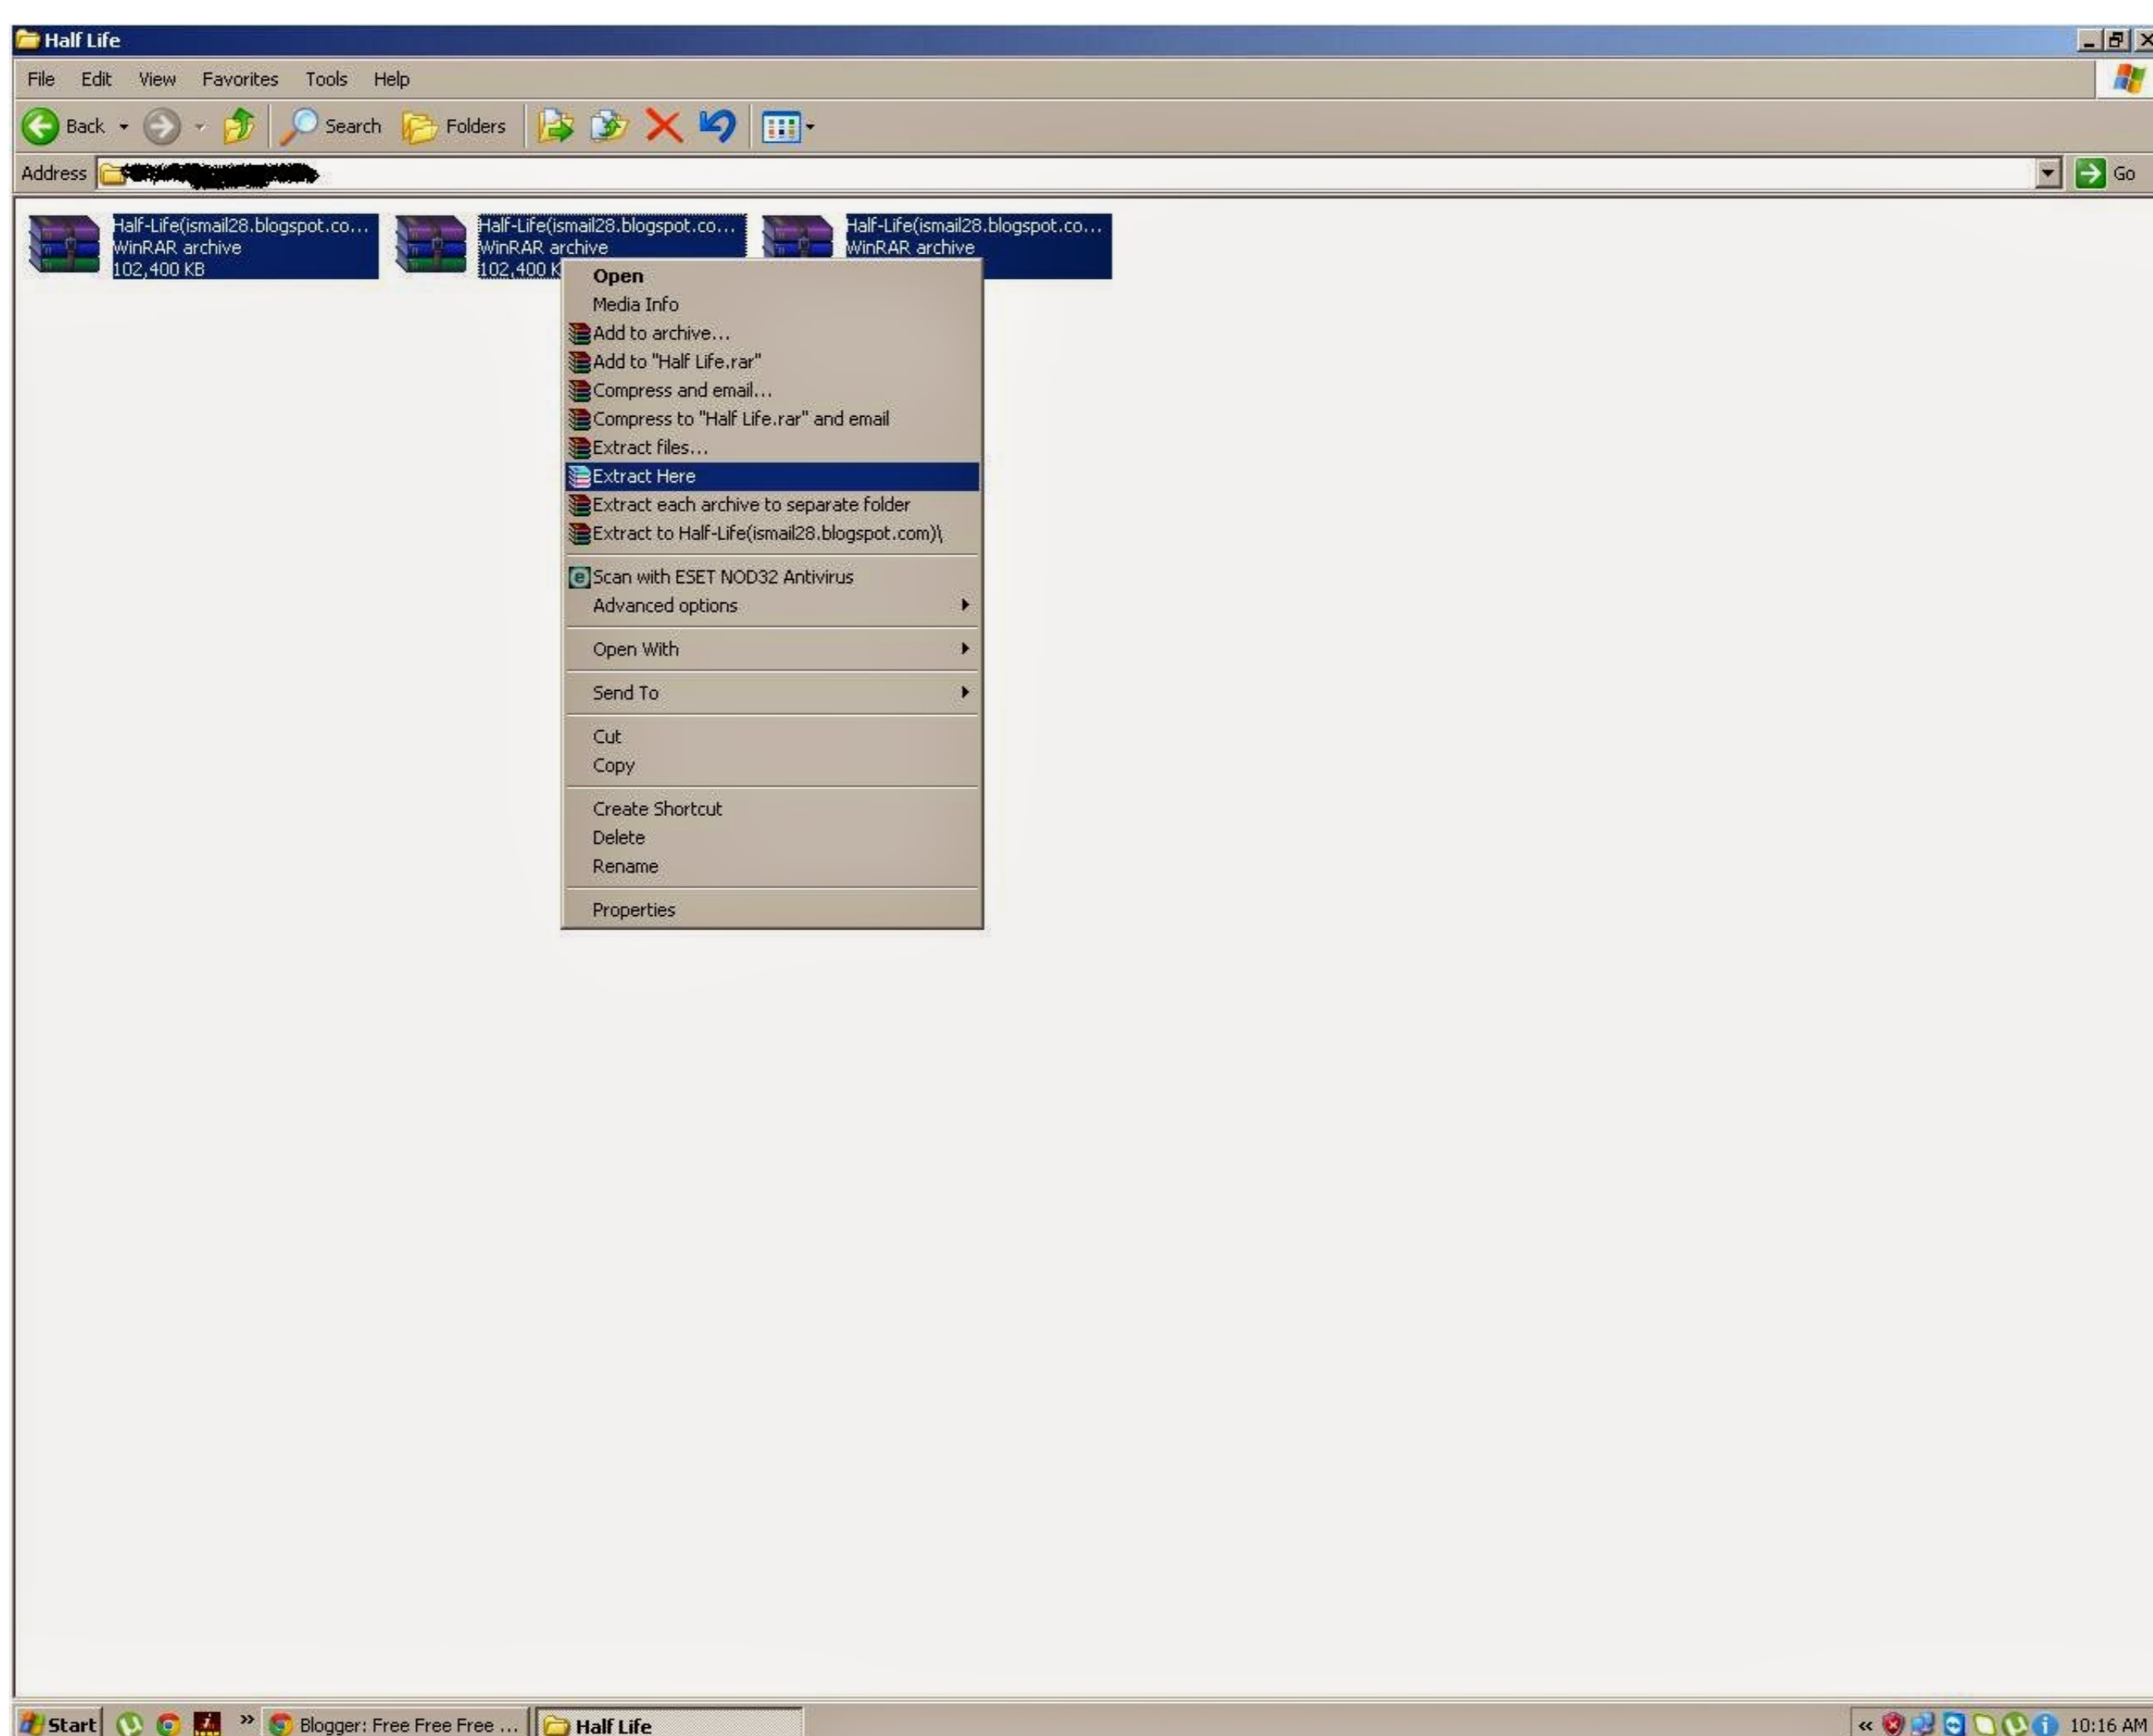 Half Life
File Edit View Favorites Tools Help
Back Search Folders
Address Go
Half-Life(ismail28.blogspot.co...
WinRAR archive
102,400 KB
Half-Life(ismail28.blogspot.co...
WinRAR archive
102,400 K
Half-Life(ismail28.blogspot.co...
WinRAR archive
Open
Media Info
Add to archive...
Add to "Half Life.rar"
Compress and email...
Compress to "Half Life.rar" and email
Extract files...
Extract Here
Extract each archive to separate folder
Extract to Half-Life(ismail28.blogspot.com)\
Scan with ESET NOD32 Antivirus
Advanced options
Open With
Send To
Cut
Copy
Create Shortcut
Delete
Rename
Properties
Start » Blogger: Free Free Free ... Half Life « 10:16 AM